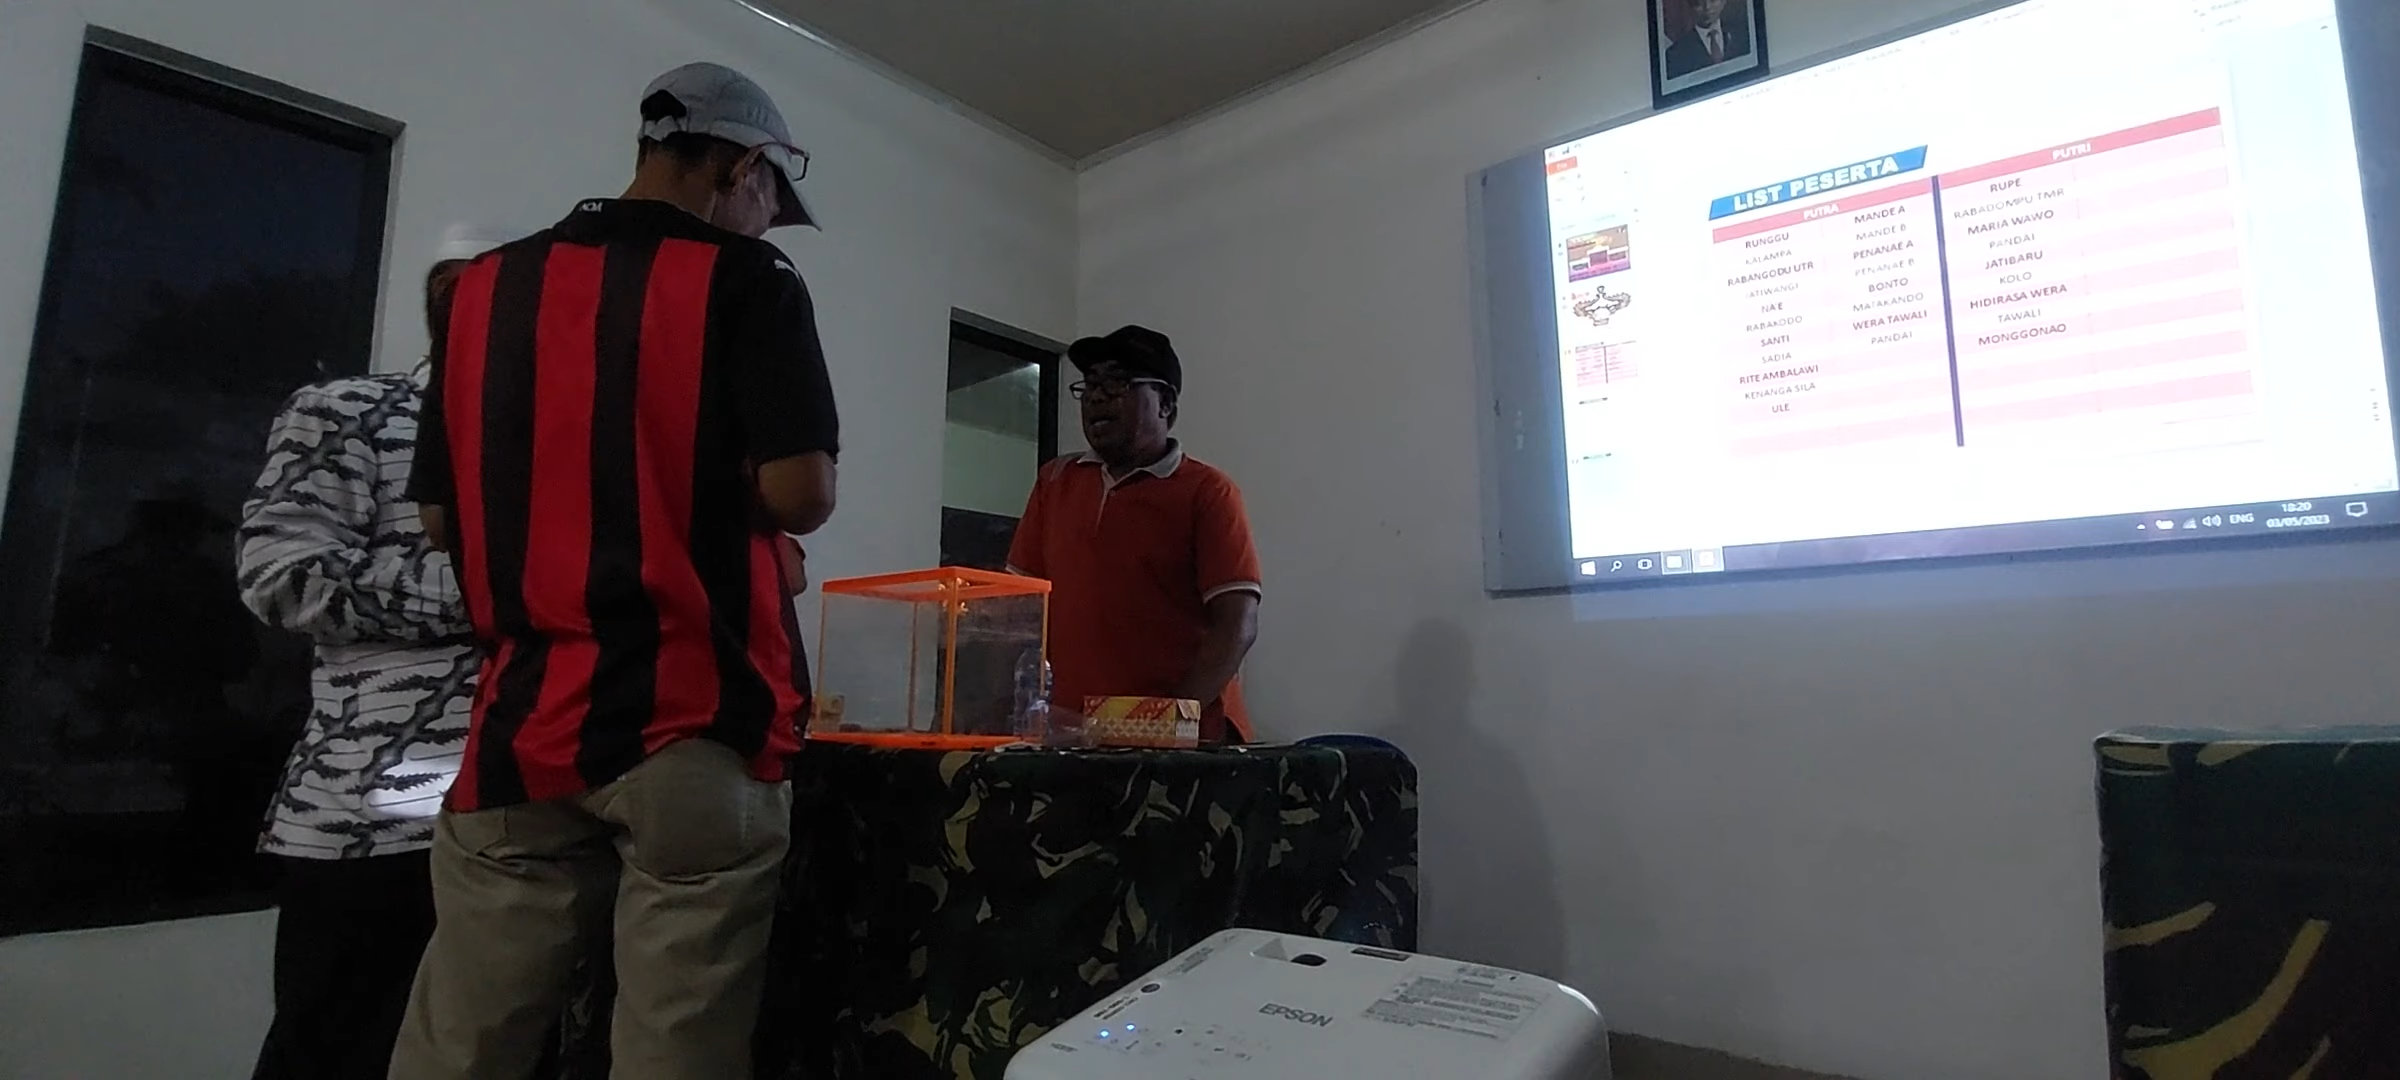 ACM
LIST PESERTA
PUTRA
PUTRI
RUNGGU
KALAMPA
RABANGODU UTR
JATIWANGI
NA'E
RABAKODO
SANTI
SADIA
RITE AMBALAWI
KENANGA SILA
ULE
MANDE A
MANDE B
PENANAE A
PENANAE B
BONTO
MATAKANDO
WERA TAWALI
PANDAI
RUPE
RABADOMPU TMR
MARIA WAWO
PANDAI
JATIBARU
KOLO
HIDIRASA WERA
TAWALI
MONGGONAO
ENG
18:20
03/05/2023
EPSON